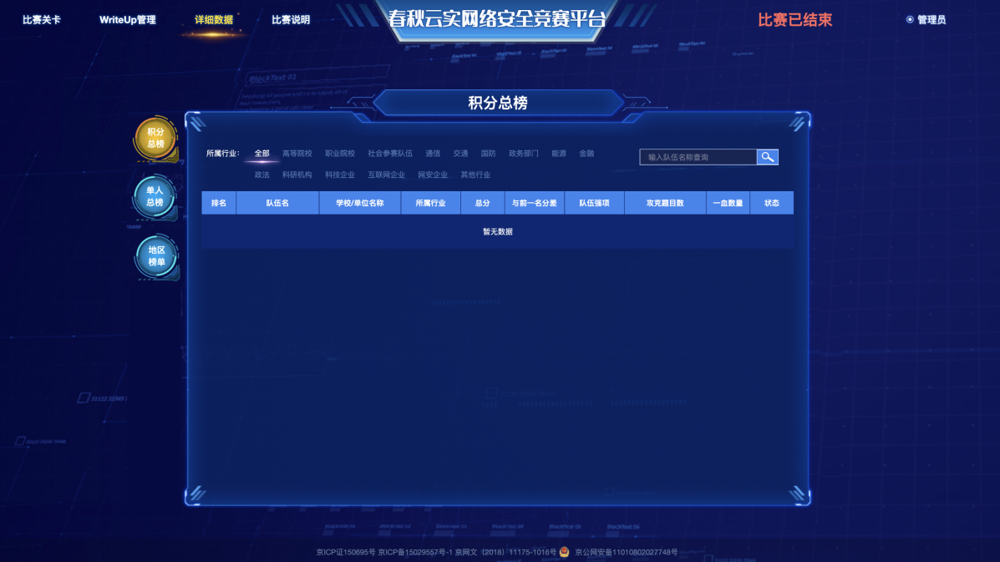 比赛关卡 WriteUp管理 详细数据 比赛说明 春秋云实网络安全竞赛平台 比赛已结束 管理员
积分总榜
积分
总榜
单人
总榜
地区
榜单
所属行业: 全部 高等院校 职业院校 社会参赛队伍 通信 交通 国防 政务部门 能源 金融
政法 科研机构 科技企业 互联网企业 网安企业 其他行业
输入队伍名称查询
排名 队伍名 学校/单位名称 所属行业 总分 与前一名分差 队伍强项 攻克题目数 一血数量 状态
暂无数据
京ICP证150695号 京ICP备15029557号-1 京网文（2018）11175-1016号 京公网安备11010802027748号